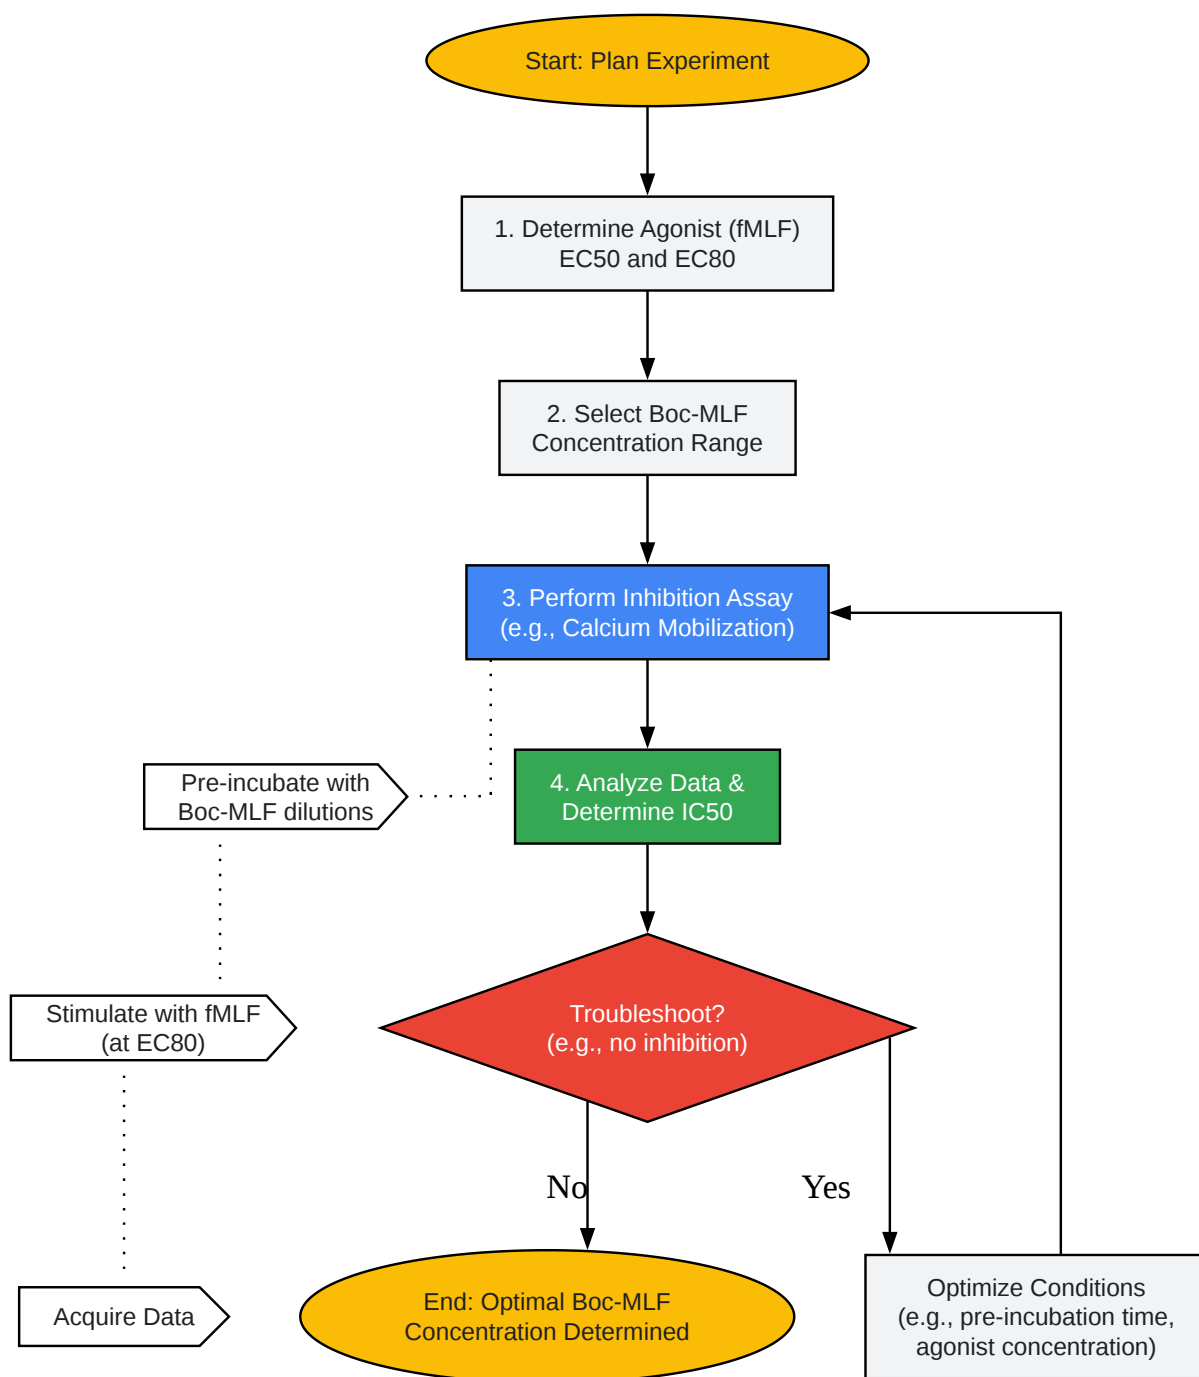 Start: Plan Experiment
1. Determine Agonist (fMLF)
EC50 and EC80
2. Select Boc-MLF
Concentration Range
3. Perform Inhibition Assay
(e.g., Calcium Mobilization)
4. Analyze Data &
Determine IC50
Pre-incubate with
Boc-MLF dilutions
Stimulate with fMLF
(at EC80)
Acquire Data
Troubleshoot?
(e.g., no inhibition)
No
Yes
End: Optimal Boc-MLF
Concentration Determined
Optimize Conditions
(e.g., pre-incubation time,
agonist concentration)